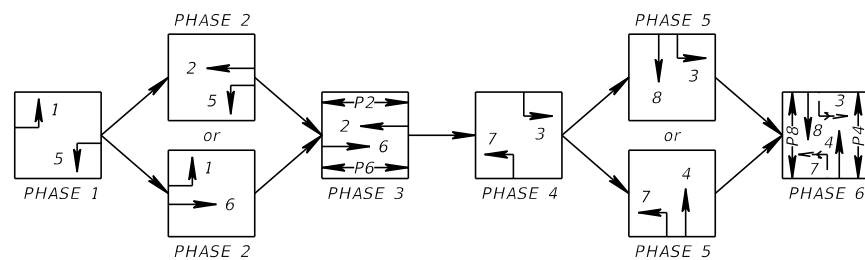 PHASE 2
PHASE 5
1
5
PHASE 1
2
5
or
1
6
PHASE 2
P2
2
6
P6
PHASE 3
7
3
PHASE 4
8
3
or
7
4
PHASE 5
P8
3
8
4
7
P4
PHASE 6